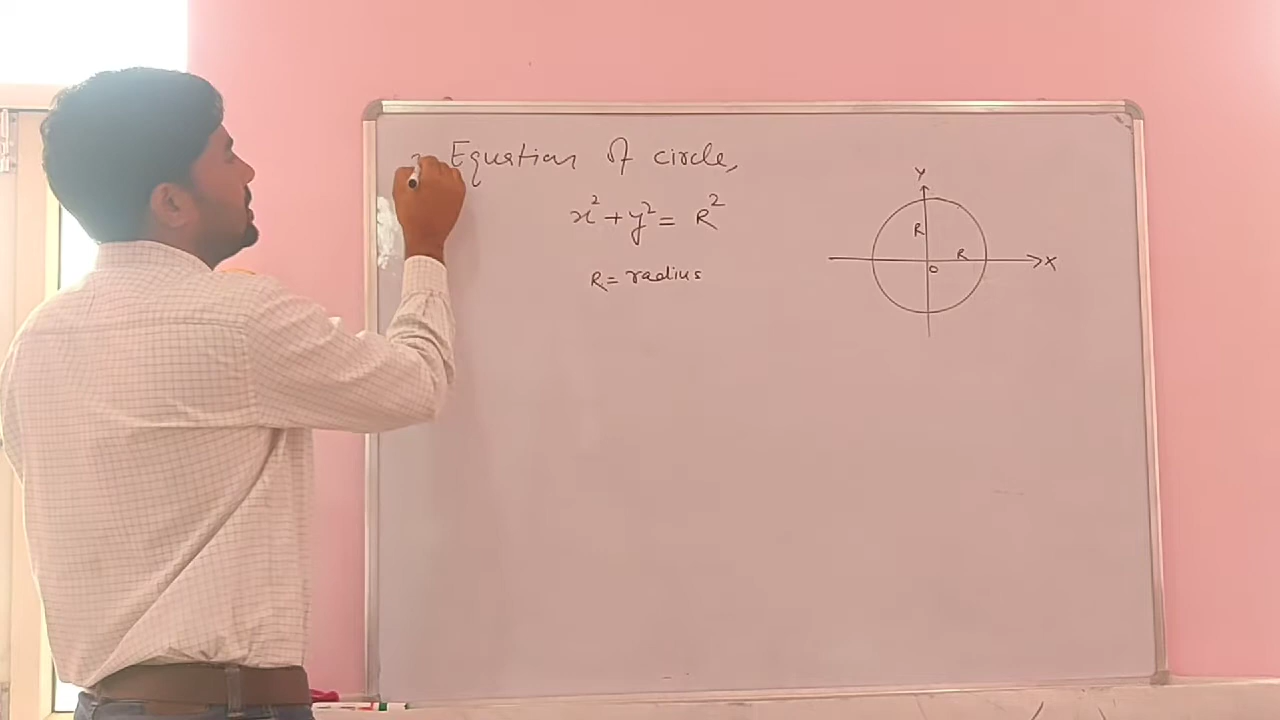 Equation of circle,
x² + y² = R²
R = radius
Y
R
R
O
X